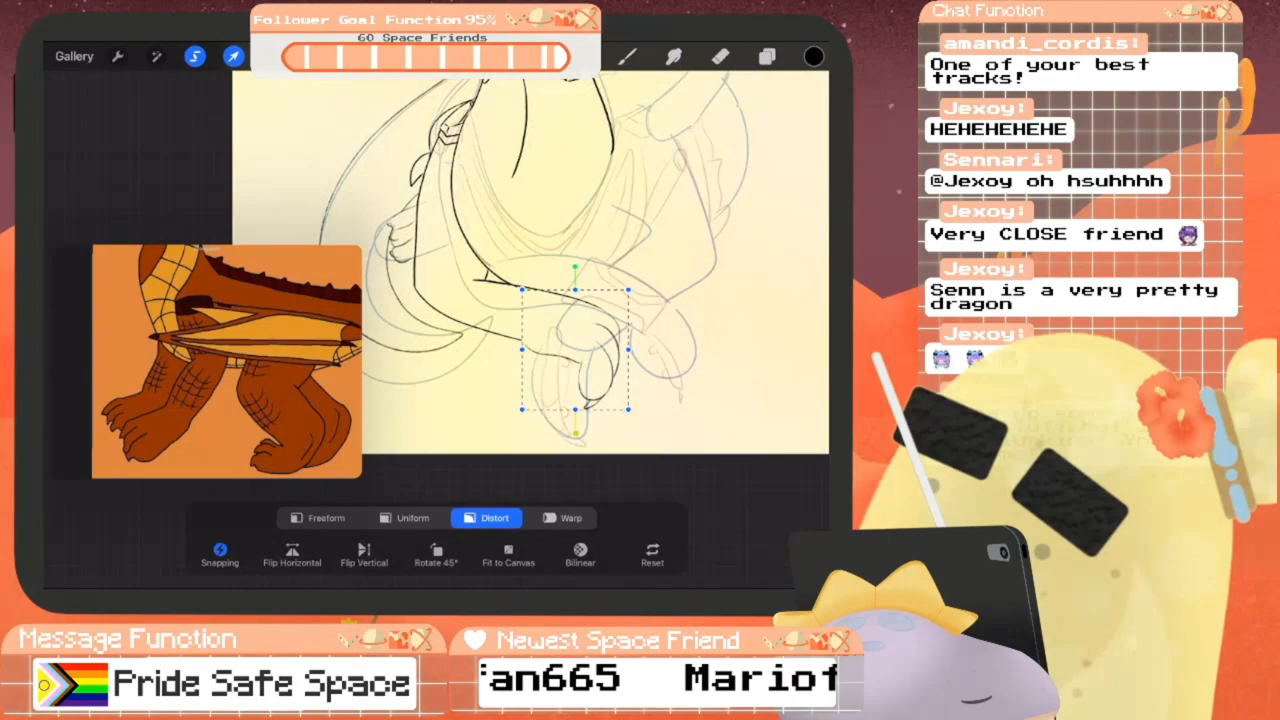 Follower Goal Function 95%
60 Space Friends
Gallery
Chat Function
amandi_cordis:
One of your best
tracks!
Jexoy:
HEHEHEHEHE
Sennari:
@Jexoy oh hsuhhhh
Jexoy:
Very CLOSE friend
Jexoy:
Senn is a very pretty
dragon
Jexoy:
Freeform
Uniform
Distort
Warp
Snapping
Flip Horizontal
Flip Vertical
Rotate 45°
Fit to Canvas
Bilinear
Reset
Message Function
Pride Safe Space
Newest Space Friend
an665 Mario